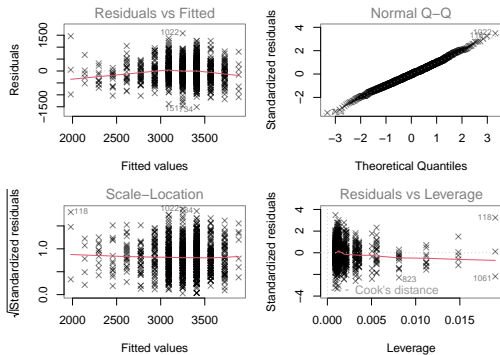 Residuals vs Fitted
Residuals
1500
0
−1500
1022
34
2000 2500 3000 3500
Fitted values
Normal Q−Q
Standardized residuals
4
2
0
−2
1022
−3 −2 −1 0 1 2 3
Theoretical Quantiles
Scale−Location
√|Standardized residuals
1.0
0.0
118
1022
2000 2500 3000 3500
Fitted values
Residuals vs Leverage
Standardized residuals
4
2
0
−4
118
823
1061
Cook's distance
0.000 0.005 0.010 0.015
Leverage